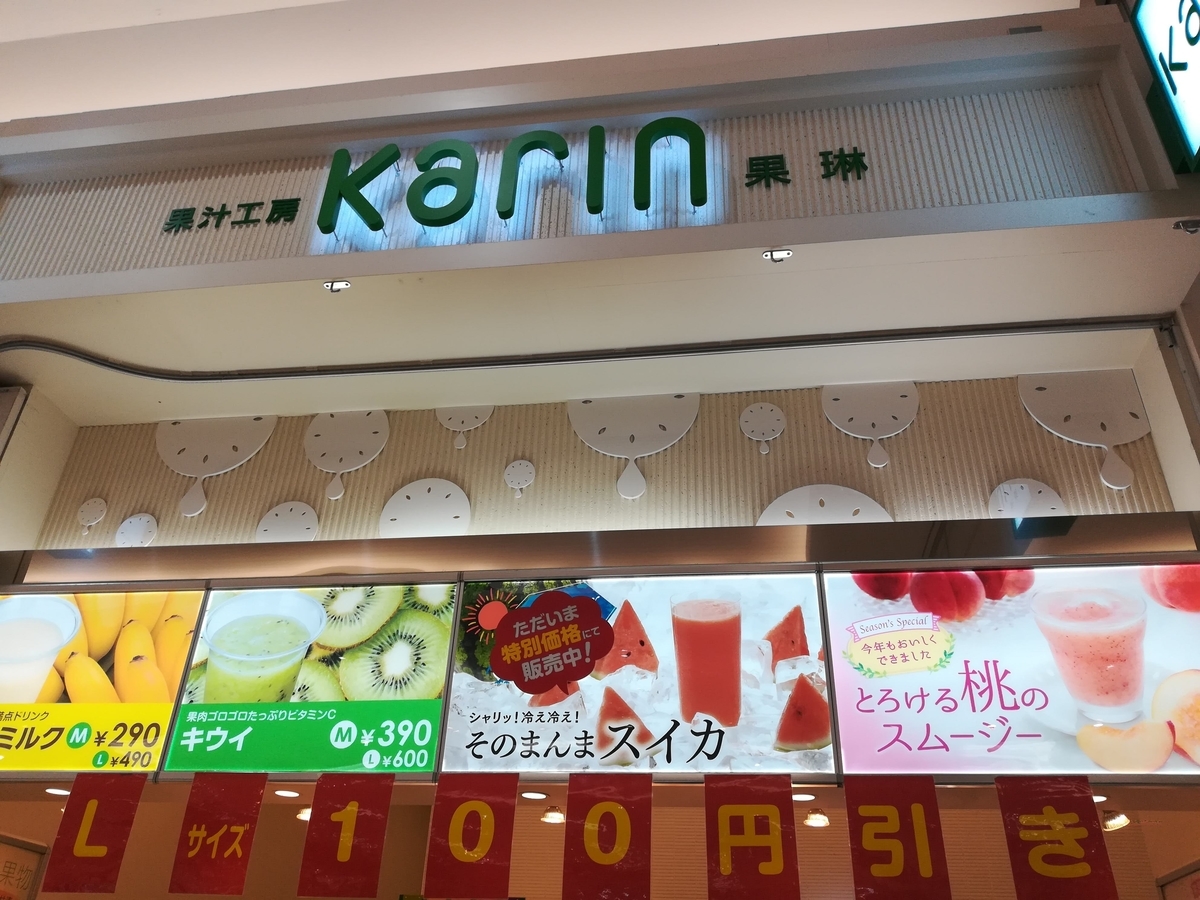 果汁工房 karin 果琳
Ka
ミルク M ¥290
L ¥490
果肉ゴロゴロたっぷりビタミンC
キウイ M ¥390
L ¥600
ただいま
特別価格にて
販売中!
シャリッ!冷え冷え!
そのまんまスイカ
Season's Special
今年もおいしく
できました
とろける桃の
スムージー
Lサイズ100円引き
果物